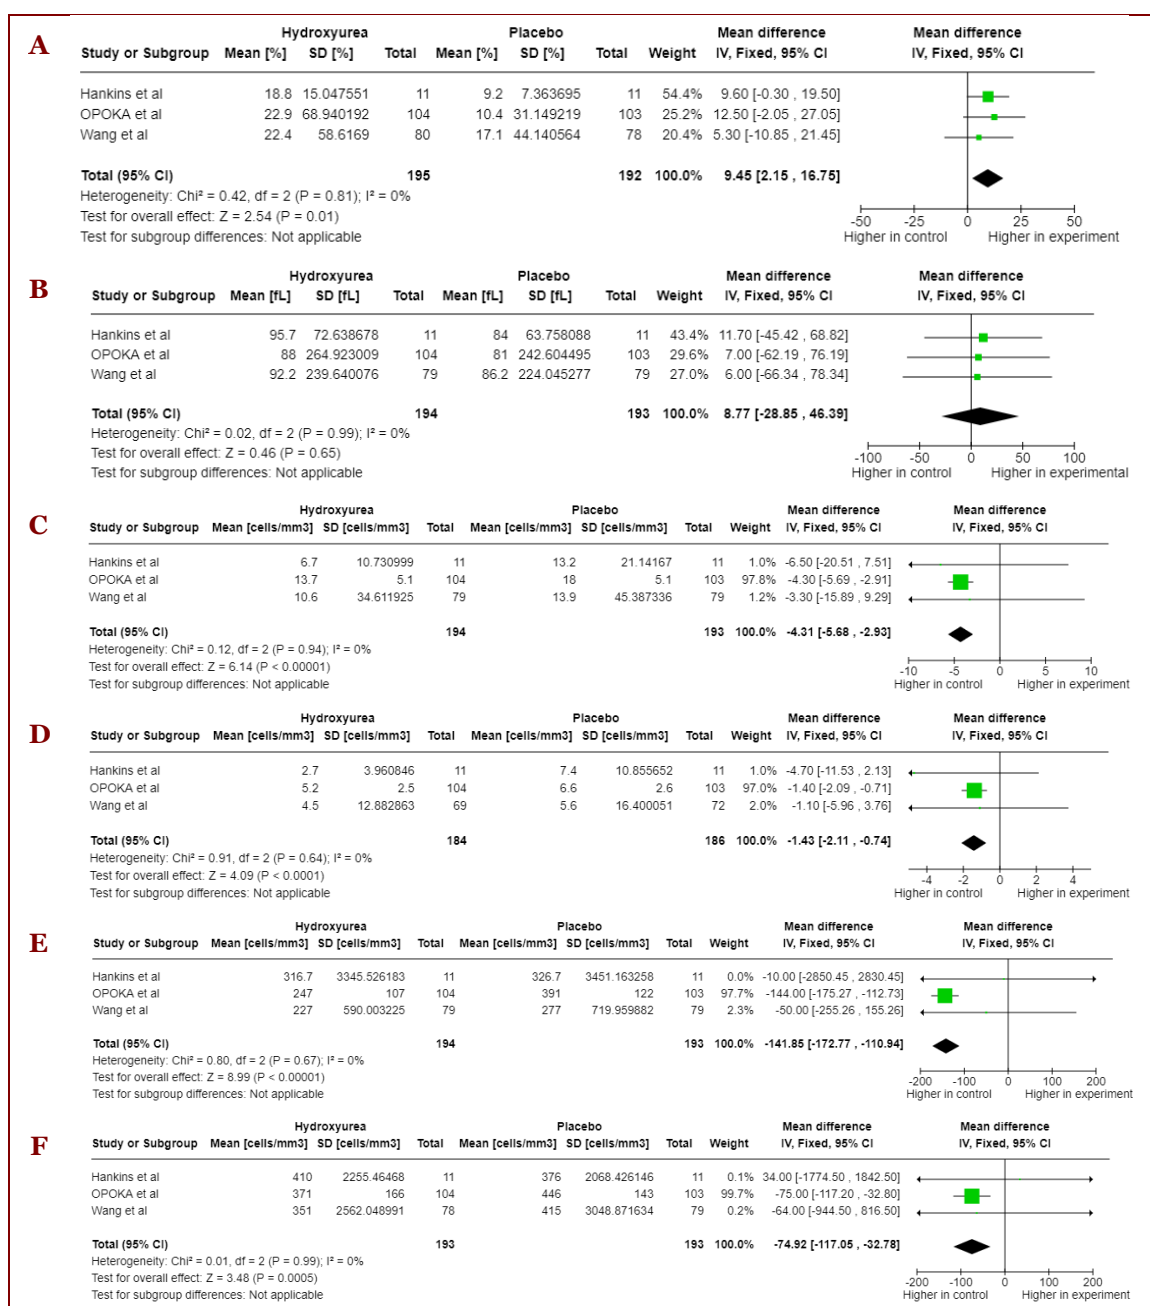 A
Hydroxyurea Placebo Mean difference Mean difference
Study or Subgroup Mean [%] SD [%] Total Mean [%] SD [%] Total Weight IV, Fixed, 95% CI IV, Fixed, 95% CI
Hankins et al 18.8 15.047551 11 9.2 7.363695 11 54.4% 9.60 [-0.30 , 19.50]
OPOKA et al 22.9 68.940192 104 10.4 31.149219 103 25.2% 12.50 [-2.05 , 27.05]
Wang et al 22.4 58.6169 80 17.1 44.140564 78 20.4% 5.30 [-10.85 , 21.45]
Total (95% CI) 195 192 100.0% 9.45 [2.15 , 16.75]
Heterogeneity: Chi² = 0.42, df = 2 (P = 0.81); I² = 0%
Test for overall effect: Z = 2.54 (P = 0.01)
Test for subgroup differences: Not applicable
-50 -25 0 25 50
Higher in control Higher in experiment
B
Hydroxyurea Placebo Mean difference Mean difference
Study or Subgroup Mean [fL] SD [fL] Total Mean [fL] SD [fL] Total Weight IV, Fixed, 95% CI IV, Fixed, 95% CI
Hankins et al 95.7 72.638678 11 84 63.758088 11 43.4% 11.70 [-45.42 , 68.82]
OPOKA et al 88 264.923009 104 81 242.604495 103 29.6% 7.00 [-62.19 , 76.19]
Wang et al 92.2 239.640076 79 86.2 224.045277 79 27.0% 6.00 [-66.34 , 78.34]
Total (95% CI) 194 193 100.0% 8.77 [-28.85 , 46.39]
Heterogeneity: Chi² = 0.02, df = 2 (P = 0.99); I² = 0%
Test for overall effect: Z = 0.46 (P = 0.65)
Test for subgroup differences: Not applicable
-100 -50 0 50 100
Higher in control Higher in experimental
C
Hydroxyurea Placebo Mean difference Mean difference
Study or Subgroup Mean [cells/mm3] SD [cells/mm3] Total Mean [cells/mm3] SD [cells/mm3] Total Weight IV, Fixed, 95% CI IV, Fixed, 95% CI
Hankins et al 6.7 10.730999 11 13.2 21.14167 11 1.0% -6.50 [-20.51 , 7.51]
OPOKA et al 13.7 5.1 104 18 5.1 103 97.8% -4.30 [-5.69 , -2.91]
Wang et al 10.6 34.611925 79 13.9 45.387336 79 1.2% -3.30 [-15.89 , 9.29]
Total (95% CI) 194 193 100.0% -4.31 [-5.68 , -2.93]
Heterogeneity: Chi² = 0.12, df = 2 (P = 0.94); I² = 0%
Test for overall effect: Z = 6.14 (P < 0.00001)
Test for subgroup differences: Not applicable
-10 -5 0 5 10
Higher in control Higher in experiment
D
Hydroxyurea Placebo Mean difference Mean difference
Study or Subgroup Mean [cells/mm3] SD [cells/mm3] Total Mean [cells/mm3] SD [cells/mm3] Total Weight IV, Fixed, 95% CI IV, Fixed, 95% CI
Hankins et al 2.7 3.960846 11 7.4 10.855652 11 1.0% -4.70 [-11.53 , 2.13]
OPOKA et al 5.2 2.5 104 6.6 2.6 103 97.0% -1.40 [-2.09 , -0.71]
Wang et al 4.5 12.882863 69 5.6 16.400051 72 2.0% -1.10 [-5.96 , 3.76]
Total (95% CI) 184 186 100.0% -1.43 [-2.11 , -0.74]
Heterogeneity: Chi² = 0.91, df = 2 (P = 0.64); I² = 0%
Test for overall effect: Z = 4.09 (P < 0.0001)
Test for subgroup differences: Not applicable
-4 -2 0 2 4
Higher in control Higher in experiment
E
Hydroxyurea Placebo Mean difference Mean difference
Study or Subgroup Mean [cells/mm3] SD [cells/mm3] Total Mean [cells/mm3] SD [cells/mm3] Total Weight IV, Fixed, 95% CI IV, Fixed, 95% CI
Hankins et al 316.7 3345.526183 11 326.7 3451.163258 11 0.0% -10.00 [-2850.45 , 2830.45]
OPOKA et al 247 107 104 391 122 103 97.7% -144.00 [-175.27 , -112.73]
Wang et al 227 590.003225 79 277 719.959882 79 2.3% -50.00 [-255.26 , 155.26]
Total (95% CI) 194 193 100.0% -141.85 [-172.77 , -110.94]
Heterogeneity: Chi² = 0.80, df = 2 (P = 0.67); I² = 0%
Test for overall effect: Z = 8.99 (P < 0.00001)
Test for subgroup differences: Not applicable
-200 -100 0 100 200
Higher in control Higher in experiment
F
Hydroxyurea Placebo Mean difference Mean difference
Study or Subgroup Mean [cells/mm3] SD [cells/mm3] Total Mean [cells/mm3] SD [cells/mm3] Total Weight IV, Fixed, 95% CI IV, Fixed, 95% CI
Hankins et al 410 2255.46468 11 376 2068.426146 11 0.1% 34.00 [-1774.50 , 1842.50]
OPOKA et al 371 166 104 446 143 103 99.7% -75.00 [-117.20 , -32.80]
Wang et al 351 2562.048991 78 415 3048.871634 79 0.2% -64.00 [-944.50 , 816.50]
Total (95% CI) 193 193 100.0% -74.92 [-117.05 , -32.78]
Heterogeneity: Chi² = 0.01, df = 2 (P = 0.99); I² = 0%
Test for overall effect: Z = 3.48 (P = 0.0005)
Test for subgroup differences: Not applicable
-200 -100 0 100 200
Higher in control Higher in experiment